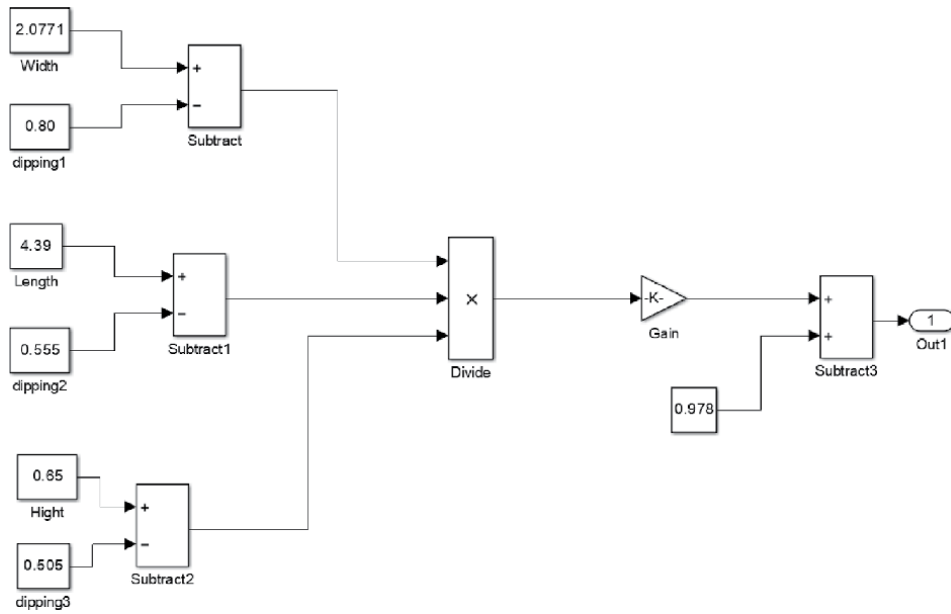 2.0771
Width
+
−
Subtract
0.80
dipping1
4.39
Length
+
−
Subtract1
0.555
dipping2
×
Divide
-K-
Gain
+
+
Subtract3
1
Out1
0.978
0.65
Hight
+
−
Subtract2
0.505
dipping3